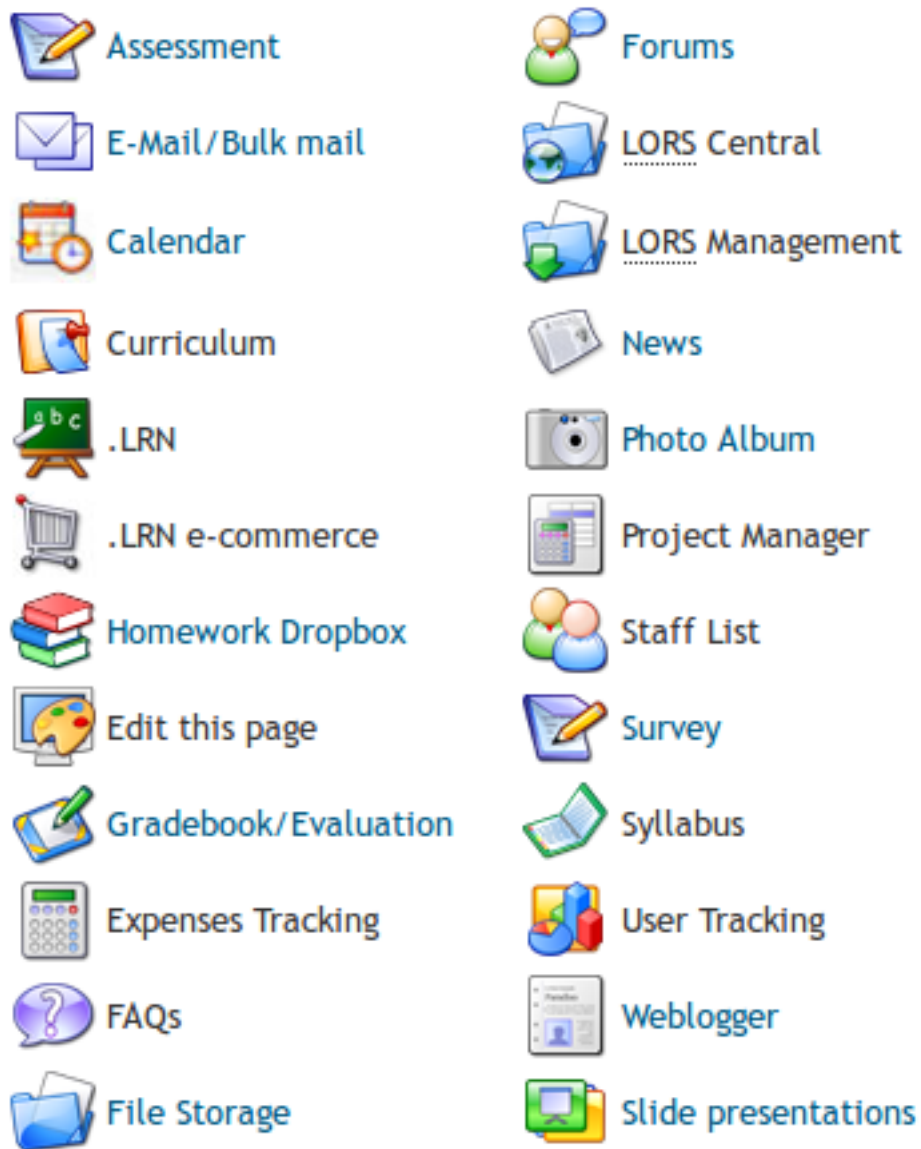 Assessment
E-Mail/Bulk mail
Calendar
Curriculum
abc
.LRN
.LRN e-commerce
Homework Dropbox
Edit this page
Gradebook/Evaluation
Expenses Tracking
FAQs
File Storage
Forums
LORS Central
LORS Management
News
Photo Album
Project Manager
Staff List
Survey
Syllabus
User Tracking
Weblogger
Slide presentations